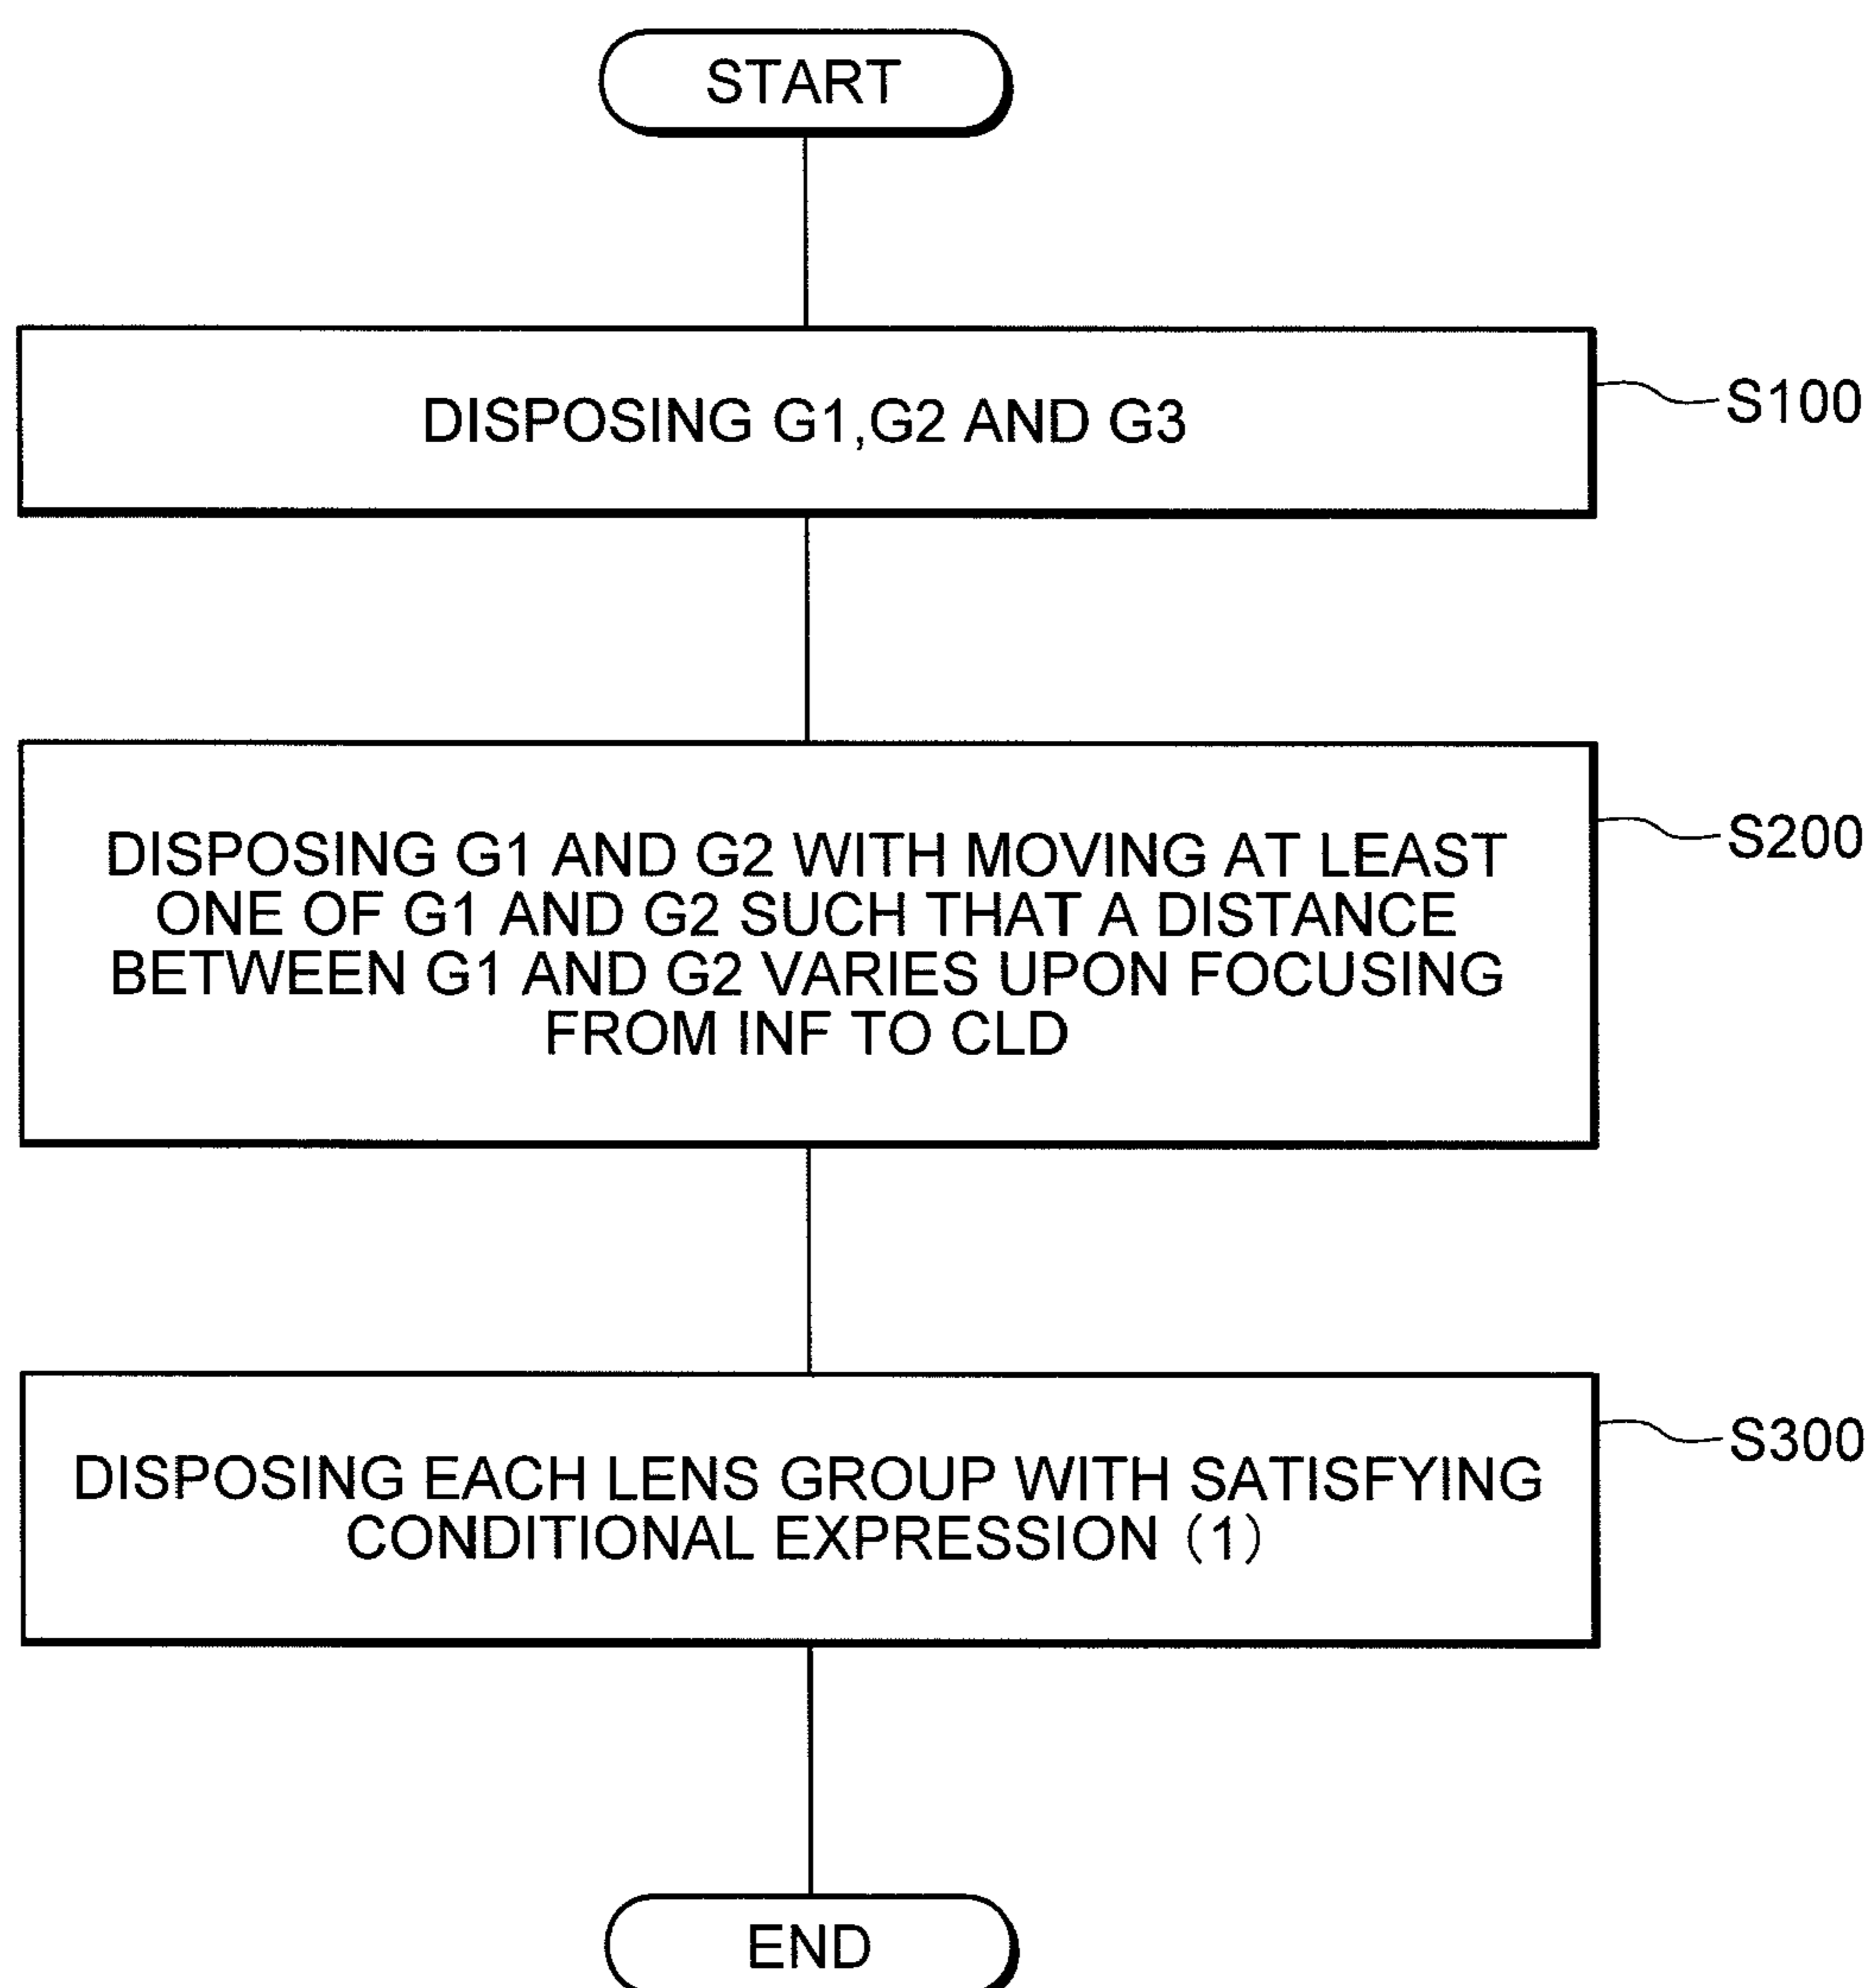 START
DISPOSING G1,G2 AND G3
S100
DISPOSING G1 AND G2 WITH MOVING AT LEAST
ONE OF G1 AND G2 SUCH THAT A DISTANCE
BETWEEN G1 AND G2 VARIES UPON FOCUSING
FROM INF TO CLD
S200
DISPOSING EACH LENS GROUP WITH SATISFYING
CONDITIONAL EXPRESSION (1)
S300
END